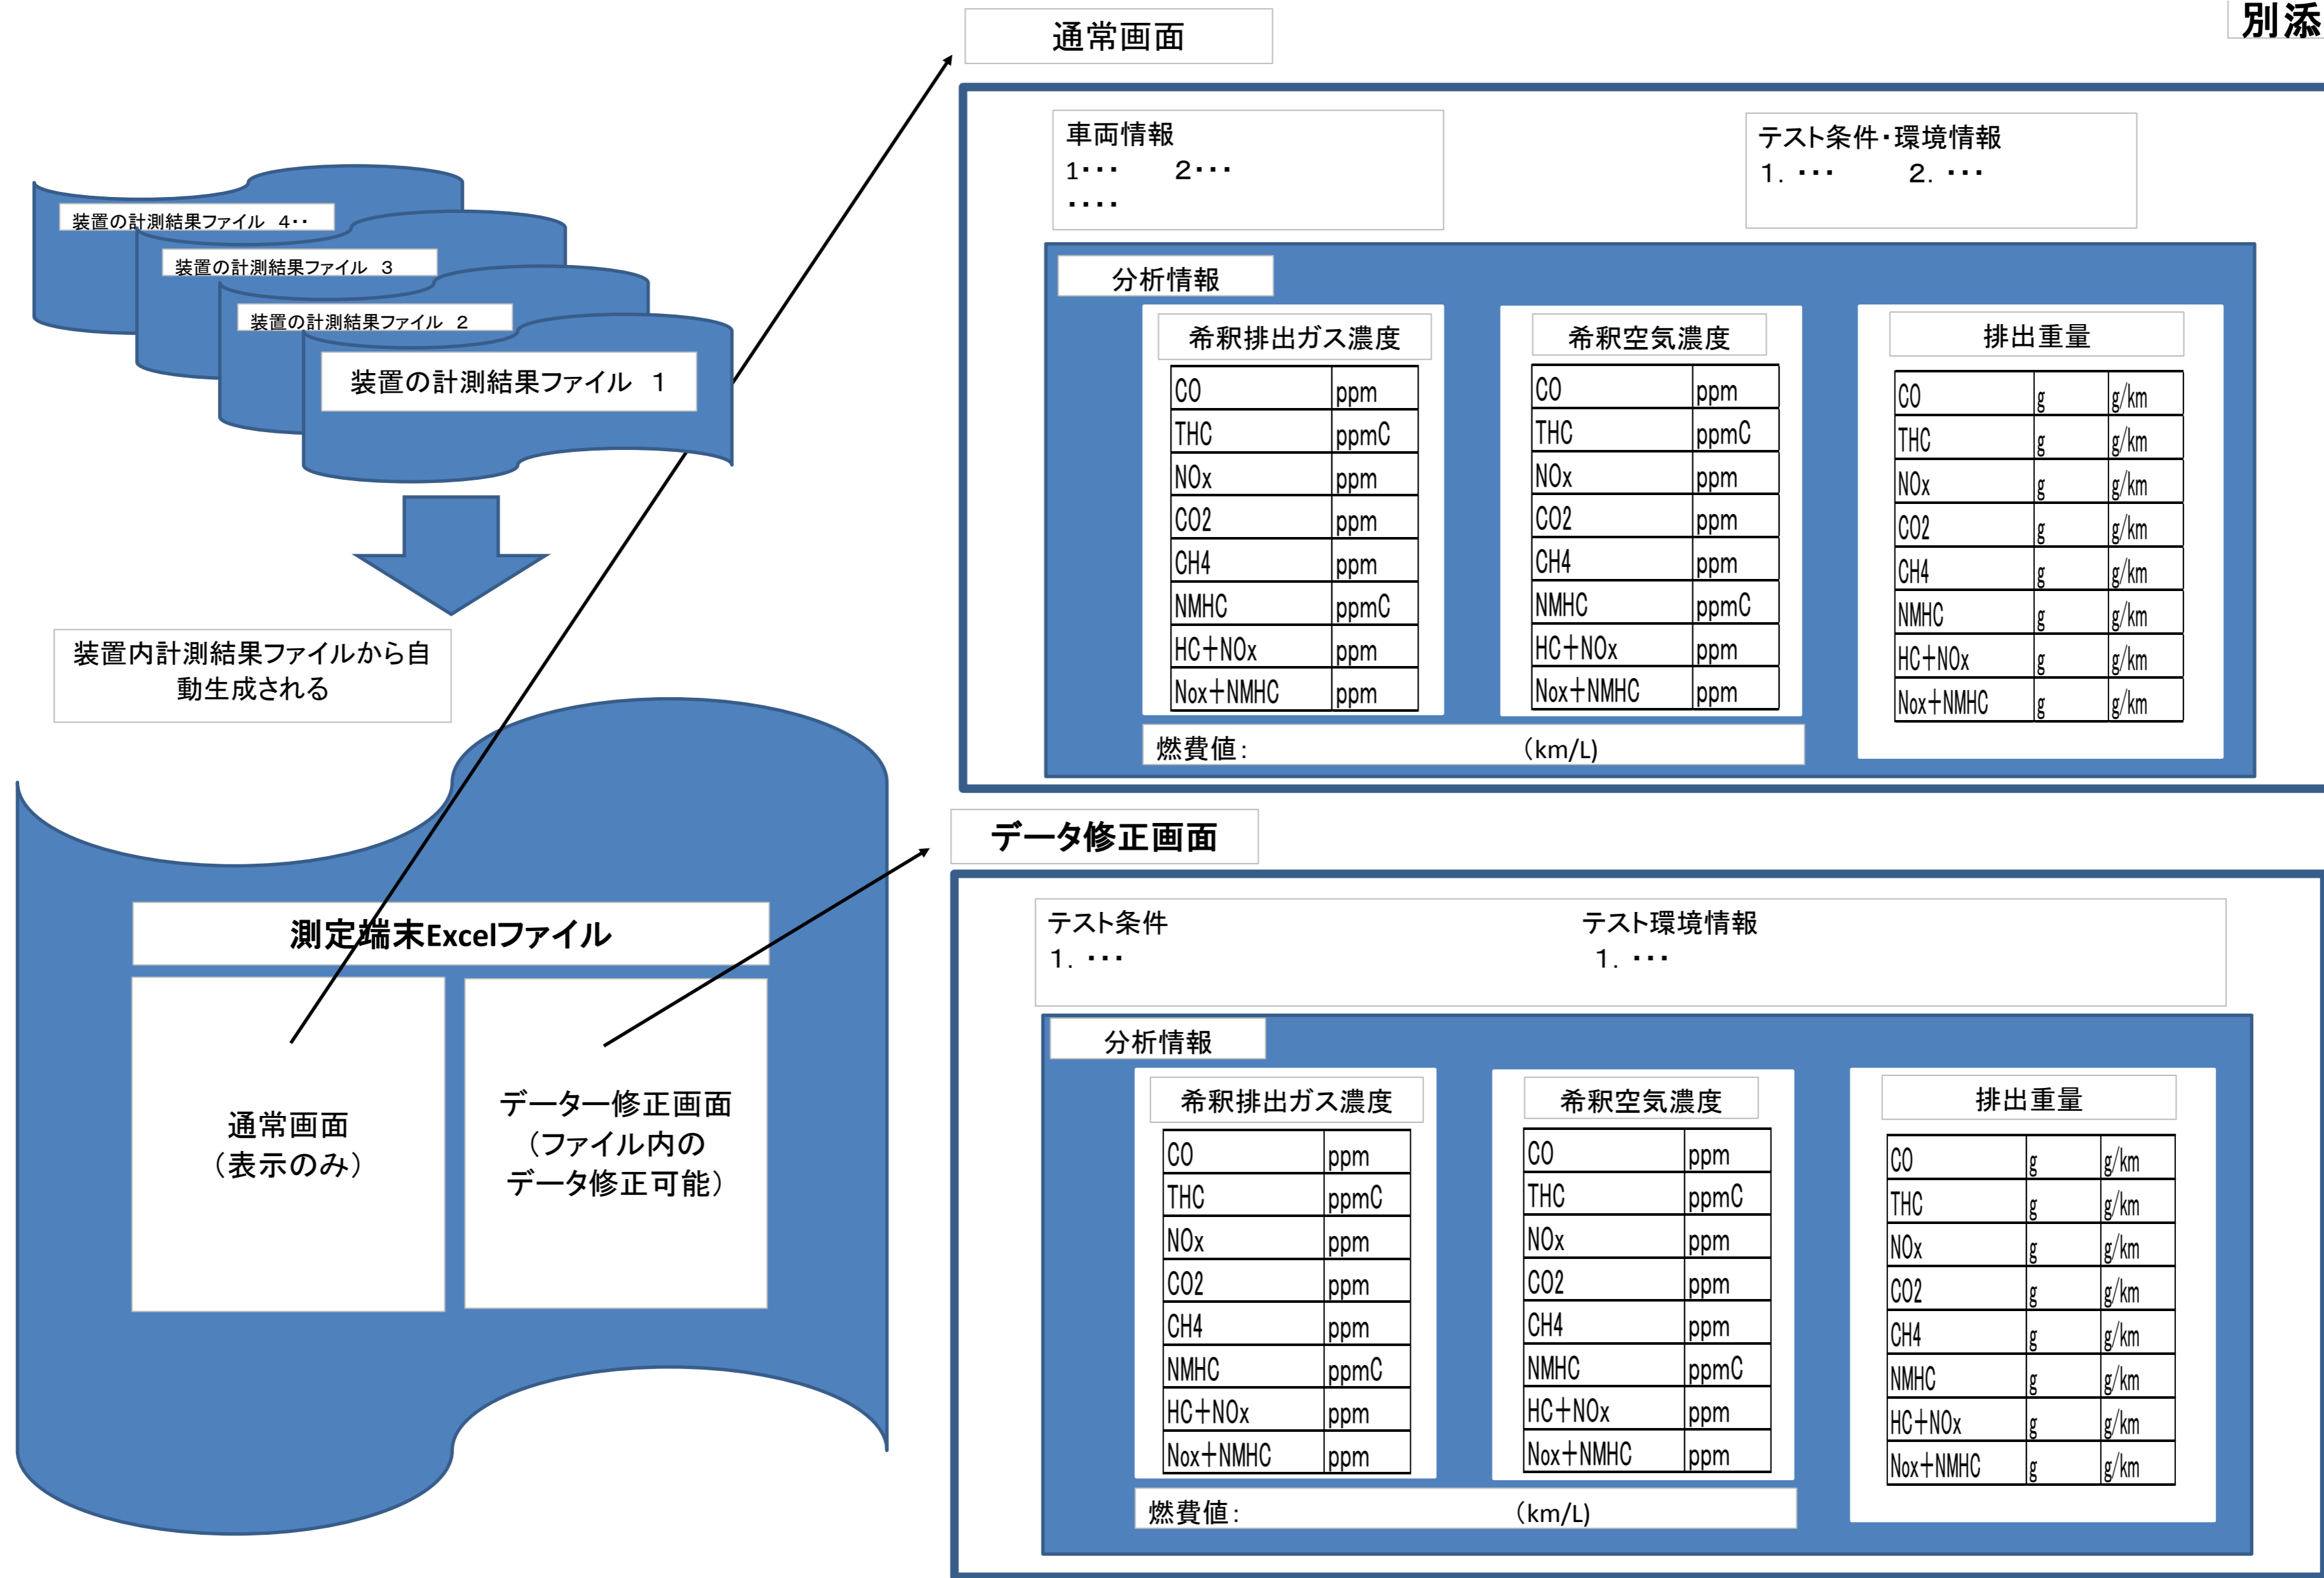 別添
装置の計測結果ファイル　4・・
装置の計測結果ファイル　3
装置の計測結果ファイル　2
装置の計測結果ファイル　1
装置内計測結果ファイルから自
動生成される
測定端末Excelファイル
通常画面
（表示のみ）
データー修正画面
（ファイル内の
データ修正可能）
通常画面
車両情報
1・・・　2・・・
・・・・
テスト条件・環境情報
1．・・・　2．・・・
分析情報
希釈排出ガス濃度
CO ppm
THC ppmC
NOx ppm
CO2 ppm
CH4 ppm
NMHC ppmC
HC＋NOx ppm
Nox＋NMHC ppm
希釈空気濃度
CO ppm
THC ppmC
NOx ppm
CO2 ppm
CH4 ppm
NMHC ppmC
HC＋NOx ppm
Nox＋NMHC ppm
排出重量
CO g g/km
THC g g/km
NOx g g/km
CO2 g g/km
CH4 g g/km
NMHC g g/km
HC＋NOx g g/km
Nox＋NMHC g g/km
燃費値：　（km/L)
データ修正画面
テスト条件
1．・・・
テスト環境情報
1．・・・
分析情報
希釈排出ガス濃度
CO ppm
THC ppmC
NOx ppm
CO2 ppm
CH4 ppm
NMHC ppmC
HC＋NOx ppm
Nox＋NMHC ppm
希釈空気濃度
CO ppm
THC ppmC
NOx ppm
CO2 ppm
CH4 ppm
NMHC ppmC
HC＋NOx ppm
Nox＋NMHC ppm
排出重量
CO g g/km
THC g g/km
NOx g g/km
CO2 g g/km
CH4 g g/km
NMHC g g/km
HC＋NOx g g/km
Nox＋NMHC g g/km
燃費値：　（km/L)